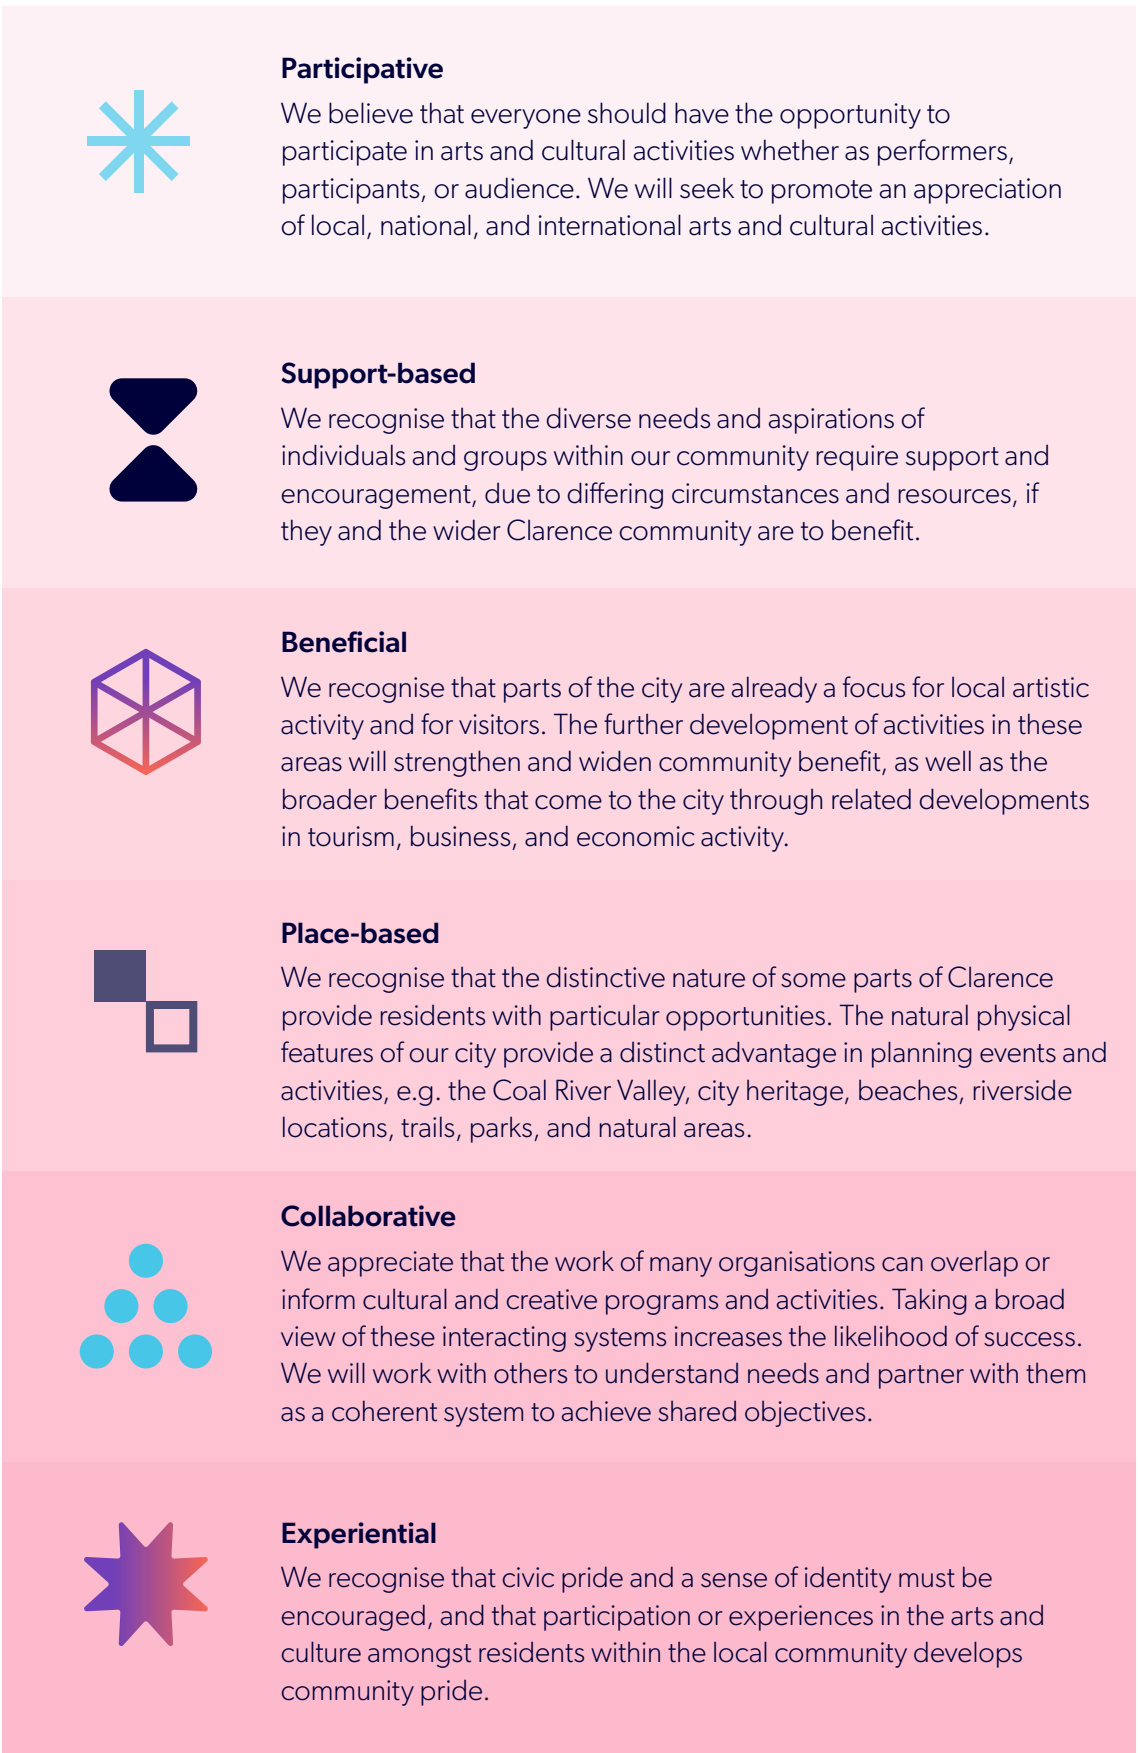 Participative
We believe that everyone should have the opportunity to
participate in arts and cultural activities whether as performers,
participants, or audience. We will seek to promote an appreciation
of local, national, and international arts and cultural activities.
Support-based
We recognise that the diverse needs and aspirations of
individuals and groups within our community require support and
encouragement, due to differing circumstances and resources, if
they and the wider Clarence community are to benefit.
Beneficial
We recognise that parts of the city are already a focus for local artistic
activity and for visitors. The further development of activities in these
areas will strengthen and widen community benefit, as well as the
broader benefits that come to the city through related developments
in tourism, business, and economic activity.
Place-based
We recognise that the distinctive nature of some parts of Clarence
provide residents with particular opportunities. The natural physical
features of our city provide a distinct advantage in planning events and
activities, e.g. the Coal River Valley, city heritage, beaches, riverside
locations, trails, parks, and natural areas.
Collaborative
We appreciate that the work of many organisations can overlap or
inform cultural and creative programs and activities. Taking a broad
view of these interacting systems increases the likelihood of success.
We will work with others to understand needs and partner with them
as a coherent system to achieve shared objectives.
Experiential
We recognise that civic pride and a sense of identity must be
encouraged, and that participation or experiences in the arts and
culture amongst residents within the local community develops
community pride.